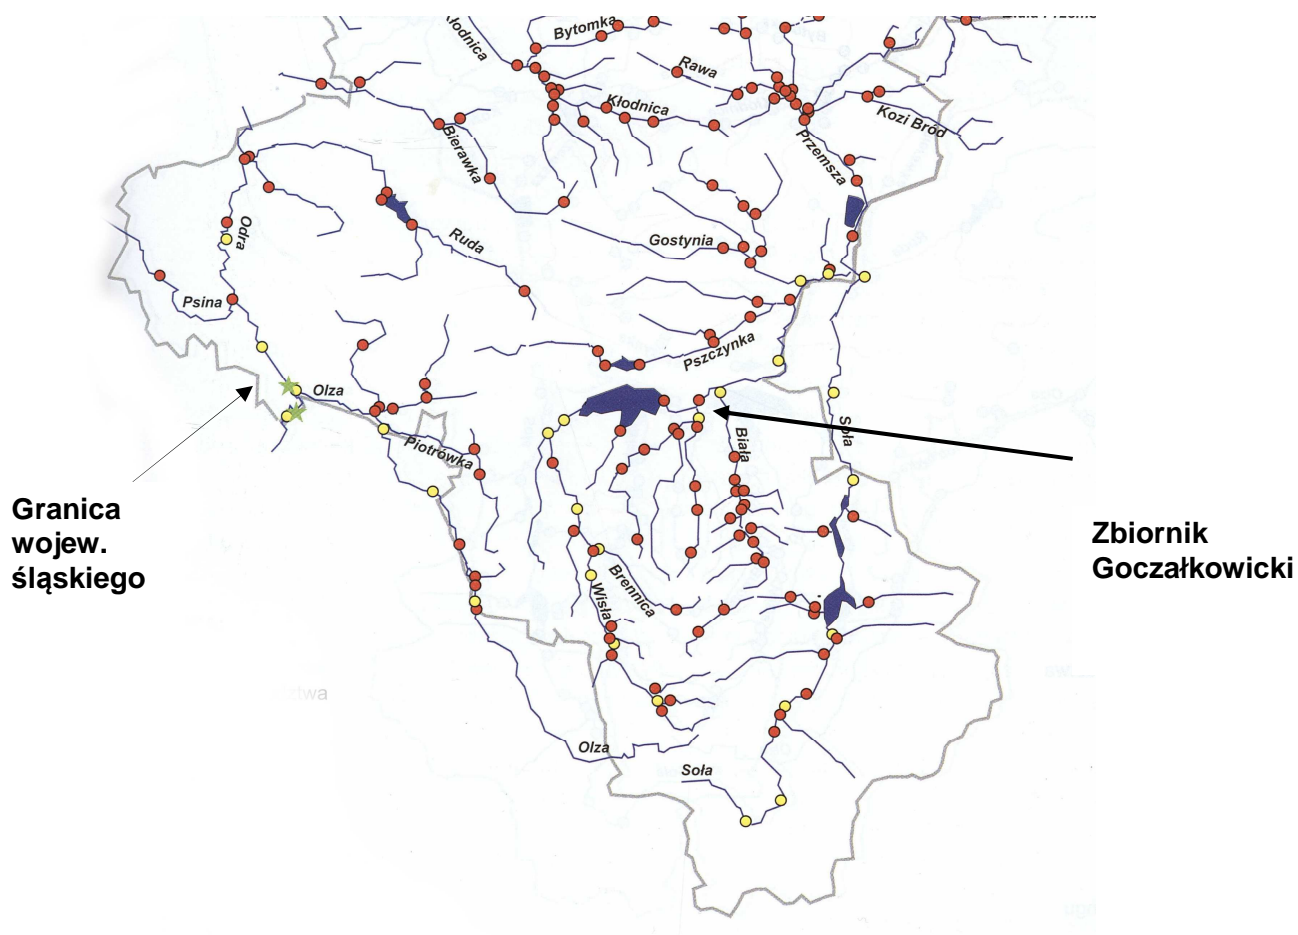 Bytomka
Rawa
Kłodnica
Kozi Bród
Bierawka
Przemsza
Odra
Ruda
Gostynia
Psina
Pszczynka
Olza
Soła
Biała
Piotrówka
Granica
wojew.
śląskiego
Zbiornik
Goczałkowicki
Brennica
Wisła
Olza
Soła